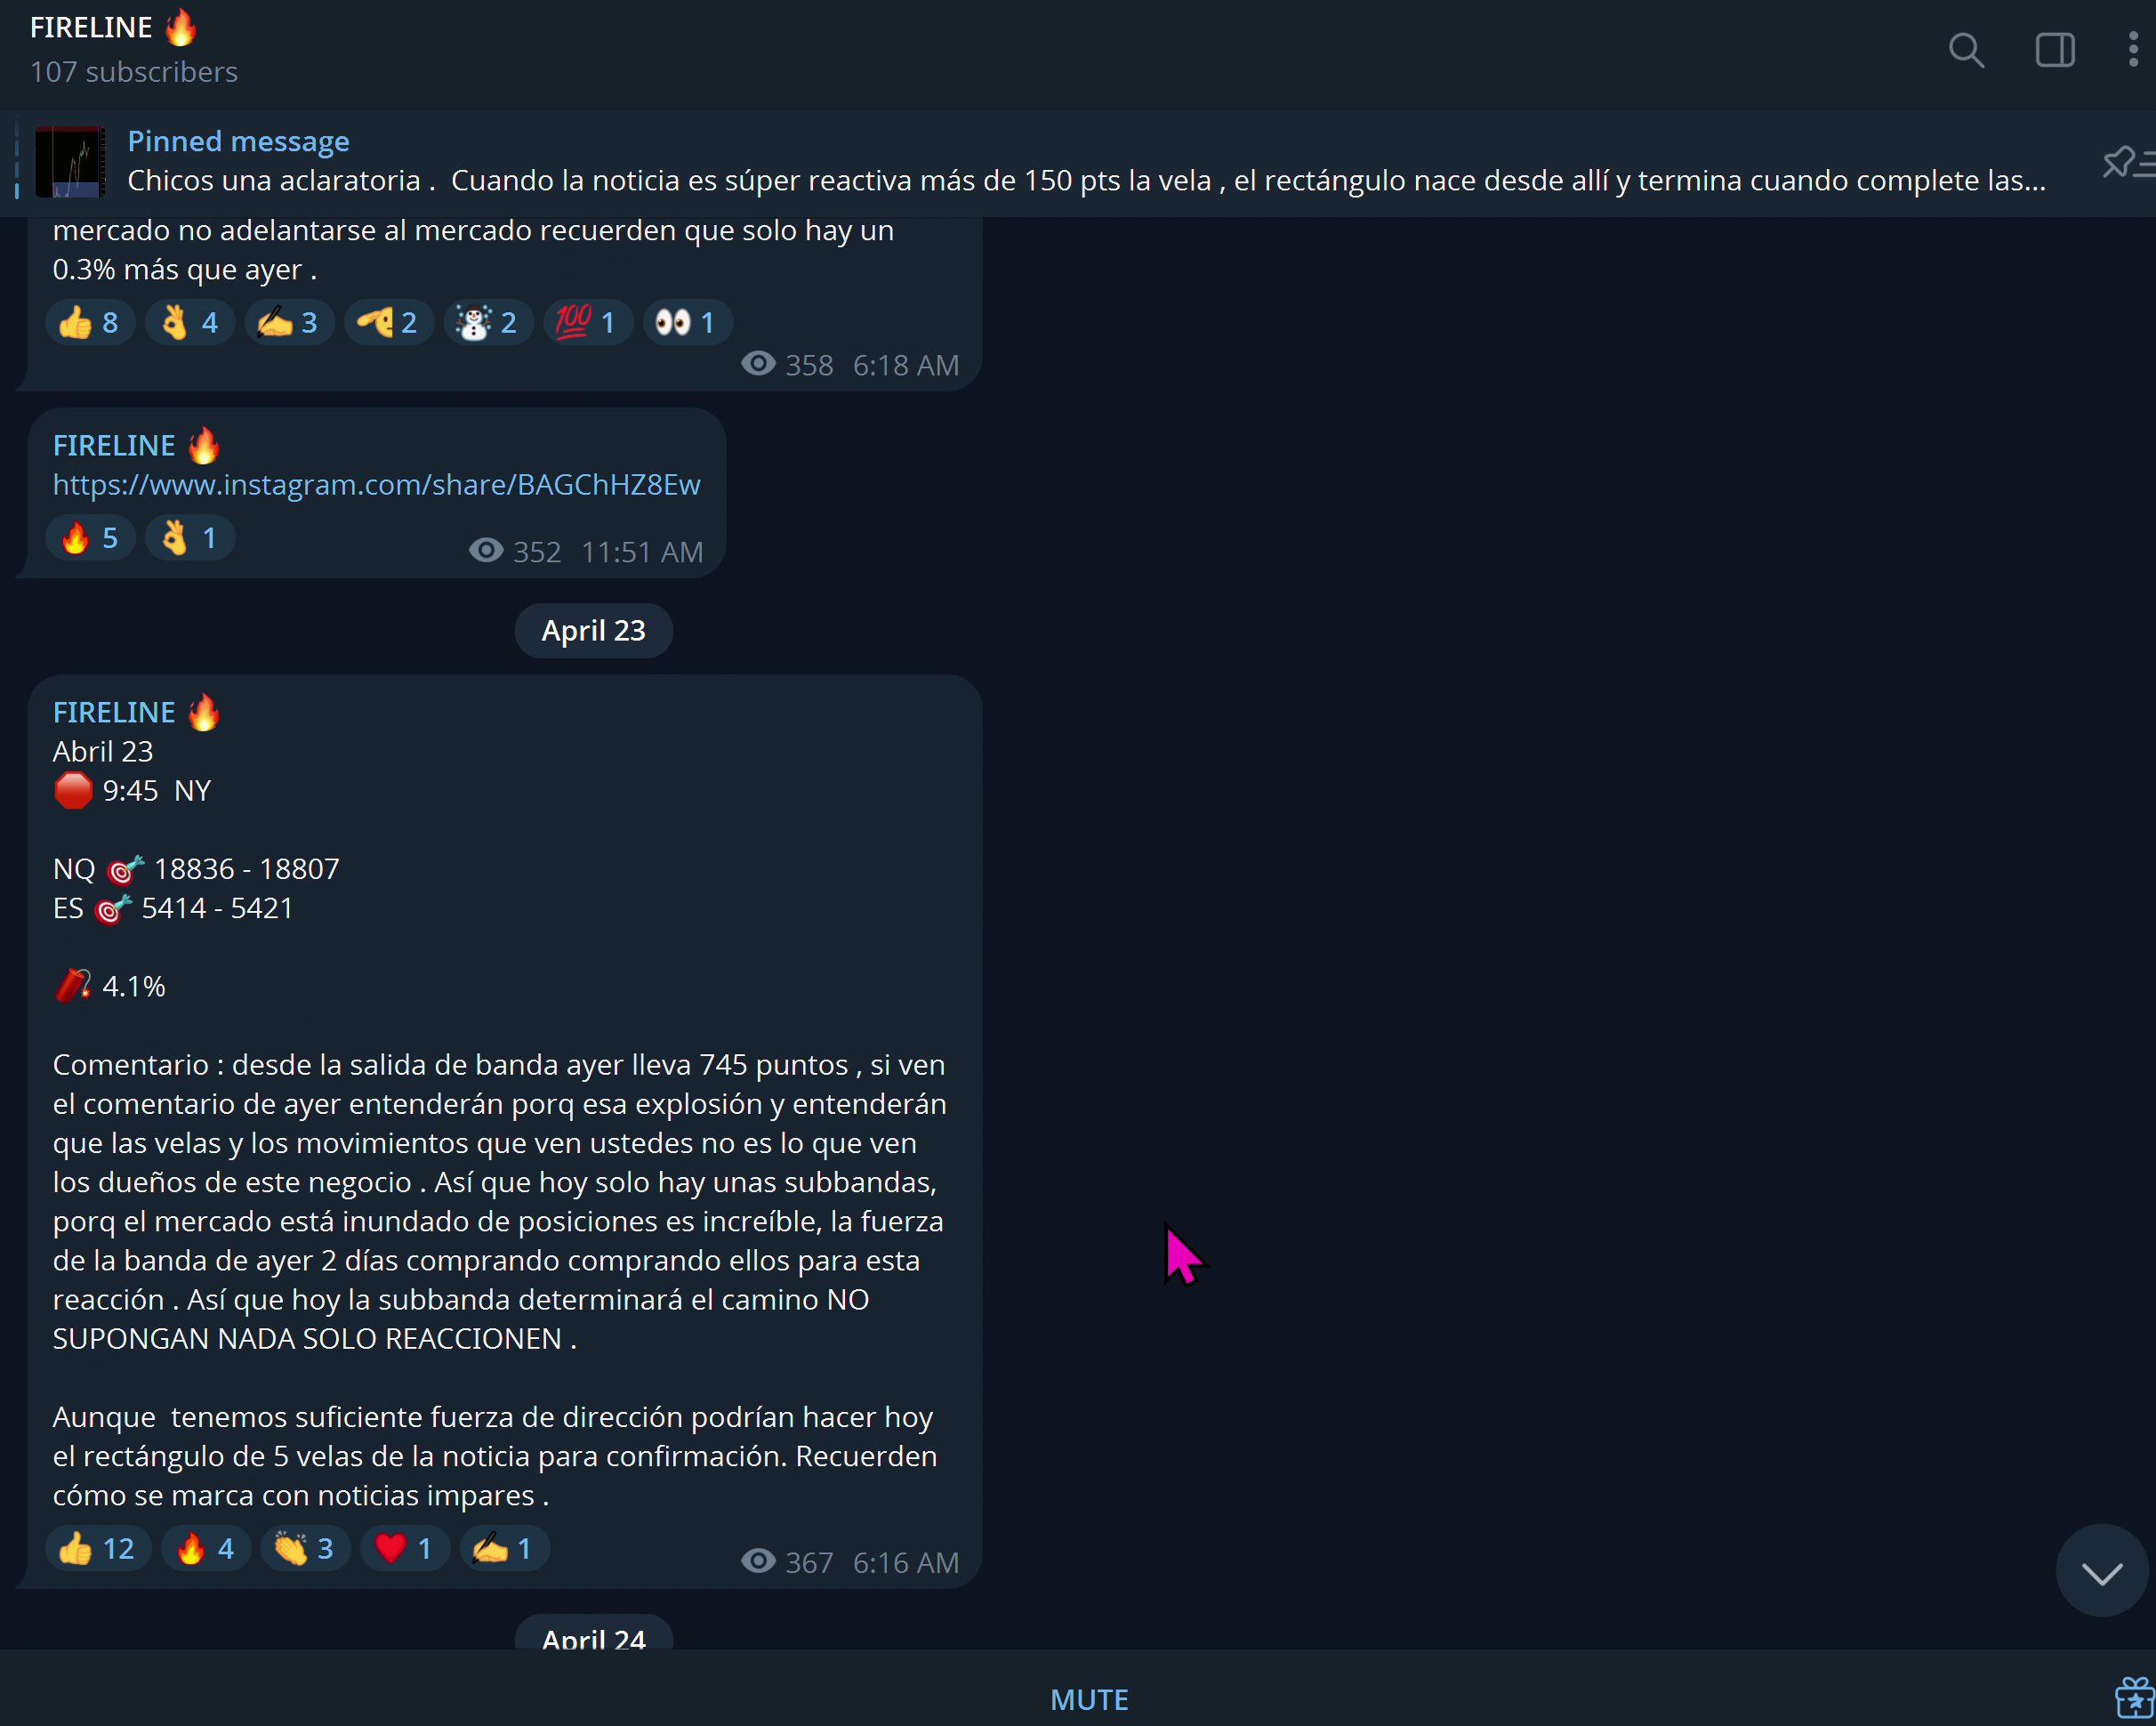 FIRELINE 🔥
107 subscribers
Pinned message
Chicos una aclaratoria .  Cuando la noticia es súper reactiva más de 150 pts la vela , el rectángulo nace desde allí y termina cuando complete las...
mercado no adelantarse al mercado recuerden que solo hay un
0.3% más que ayer .
👍 8 👌 4 ✍️ 3 🫡 2 ☃️ 2 💯 1 👀 1
358 6:18 AM
FIRELINE 🔥
https://www.instagram.com/share/BAGChHZ8Ew
🔥 5 👌 1
352 11:51 AM
April 23
FIRELINE 🔥
Abril 23
🛑 9:45  NY
NQ 🎯 18836 - 18807
ES 🎯 5414 - 5421
🧨 4.1%
Comentario : desde la salida de banda ayer lleva 745 puntos , si ven
el comentario de ayer entenderán porq esa explosión y entenderán
que las velas y los movimientos que ven ustedes no es lo que ven
los dueños de este negocio . Así que hoy solo hay unas subbandas,
porq el mercado está inundado de posiciones es increíble, la fuerza
de la banda de ayer 2 días comprando comprando ellos para esta
reacción . Así que hoy la subbanda determinará el camino NO
SUPONGAN NADA SOLO REACCIONEN .
Aunque  tenemos suficiente fuerza de dirección podrían hacer hoy
el rectángulo de 5 velas de la noticia para confirmación. Recuerden
cómo se marca con noticias impares .
👍 12 🔥 4 👏 3 ❤️ 1 ✍️ 1
367 6:16 AM
April 24
MUTE